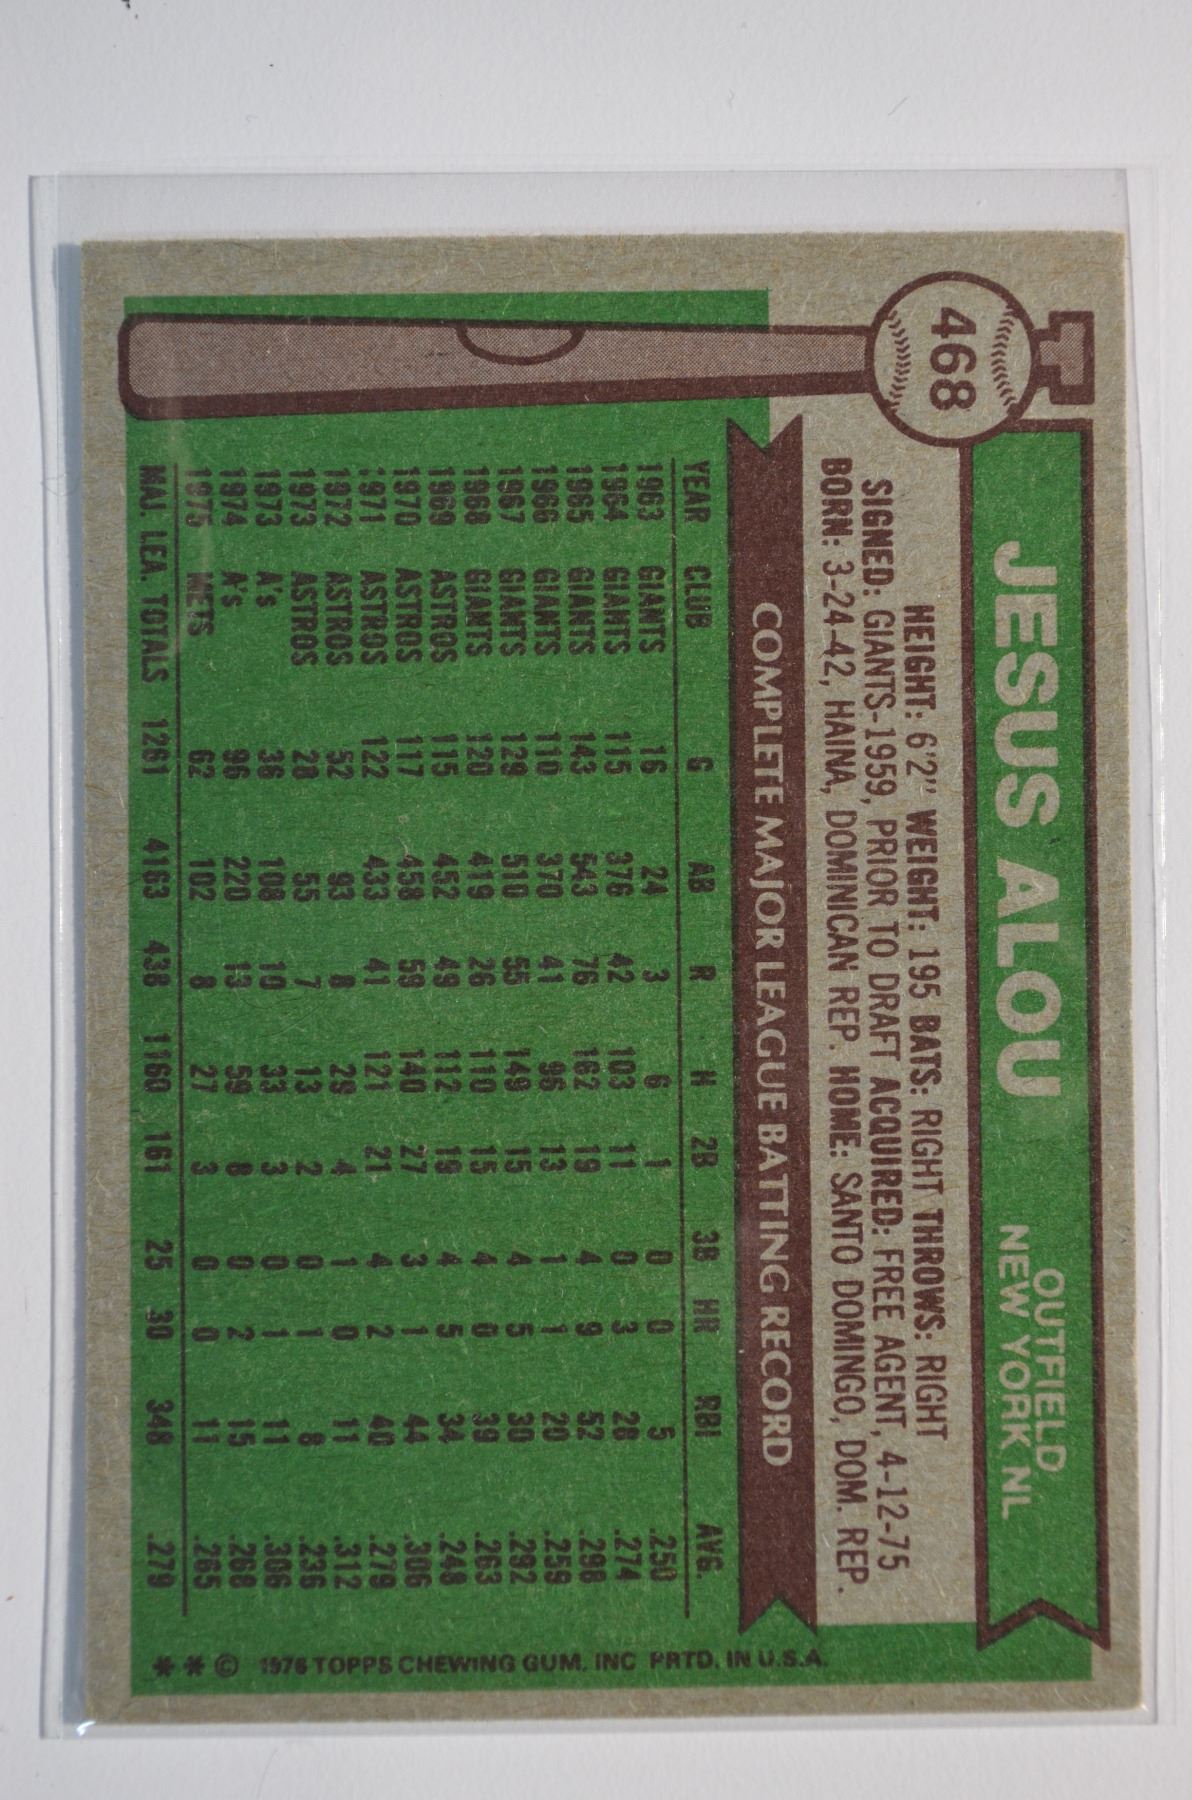 468
JESUS ALOU
OUTFIELD
NEW YORK NL
HEIGHT: 6'2" WEIGHT: 195 BATS: RIGHT THROWS: RIGHT
SIGNED: GIANTS-1959, PRIOR TO DRAFT ACQUIRED: FREE AGENT, 4-12-75
BORN: 3-24-42, HAINA, DOMINICAN REP. HOME: SANTO DOMINGO, DOM. REP.
COMPLETE MAJOR LEAGUE BATTING RECORD
YEAR CLUB G AB R H 2B 3B HR RBI AVG.
1963 GIANTS 16 24 3 6 1 0 0 5 .250
1964 GIANTS 115 376 42 103 11 0 3 28 .274
1965 GIANTS 143 543 76 162 19 4 9 52 .298
1966 GIANTS 110 370 41 96 13 1 1 20 .259
1967 GIANTS 129 510 55 149 15 4 5 30 .292
1968 GIANTS 120 419 26 110 15 4 0 39 .263
1969 ASTROS 115 452 49 112 19 4 5 34 .248
1970 ASTROS 117 458 59 140 27 3 1 44 .306
1971 ASTROS 122 433 41 121 21 4 2 40 .279
1972 ASTROS 52 93 8 29 4 1 0 11 .312
1973 ASTROS 28 55 7 13 2 0 1 8 .236
1973 A's 36 108 10 33 3 0 1 11 .306
1974 A's 96 220 13 59 8 0 2 15 .268
1975 METS 62 102 8 27 3 0 0 11 .265
MAJ. LEA. TOTALS 1261 4163 438 1160 161 25 30 348 .279
** © 1976 TOPPS CHEWING GUM, INC PRTD. IN U.S.A.